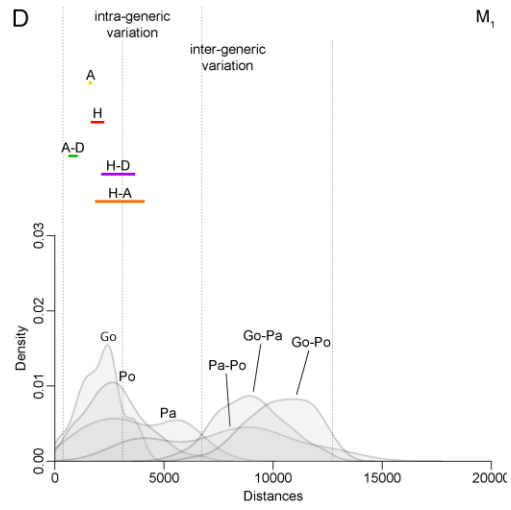 D
M1
intra-generic
variation
inter-generic
variation
A
H
A-D
H-D
H-A
0.03
0.02
0.01
0.00
Density
Go
Po
Pa
Pa-Po
Go-Pa
Go-Po
0
5000
10000
15000
20000
Distances